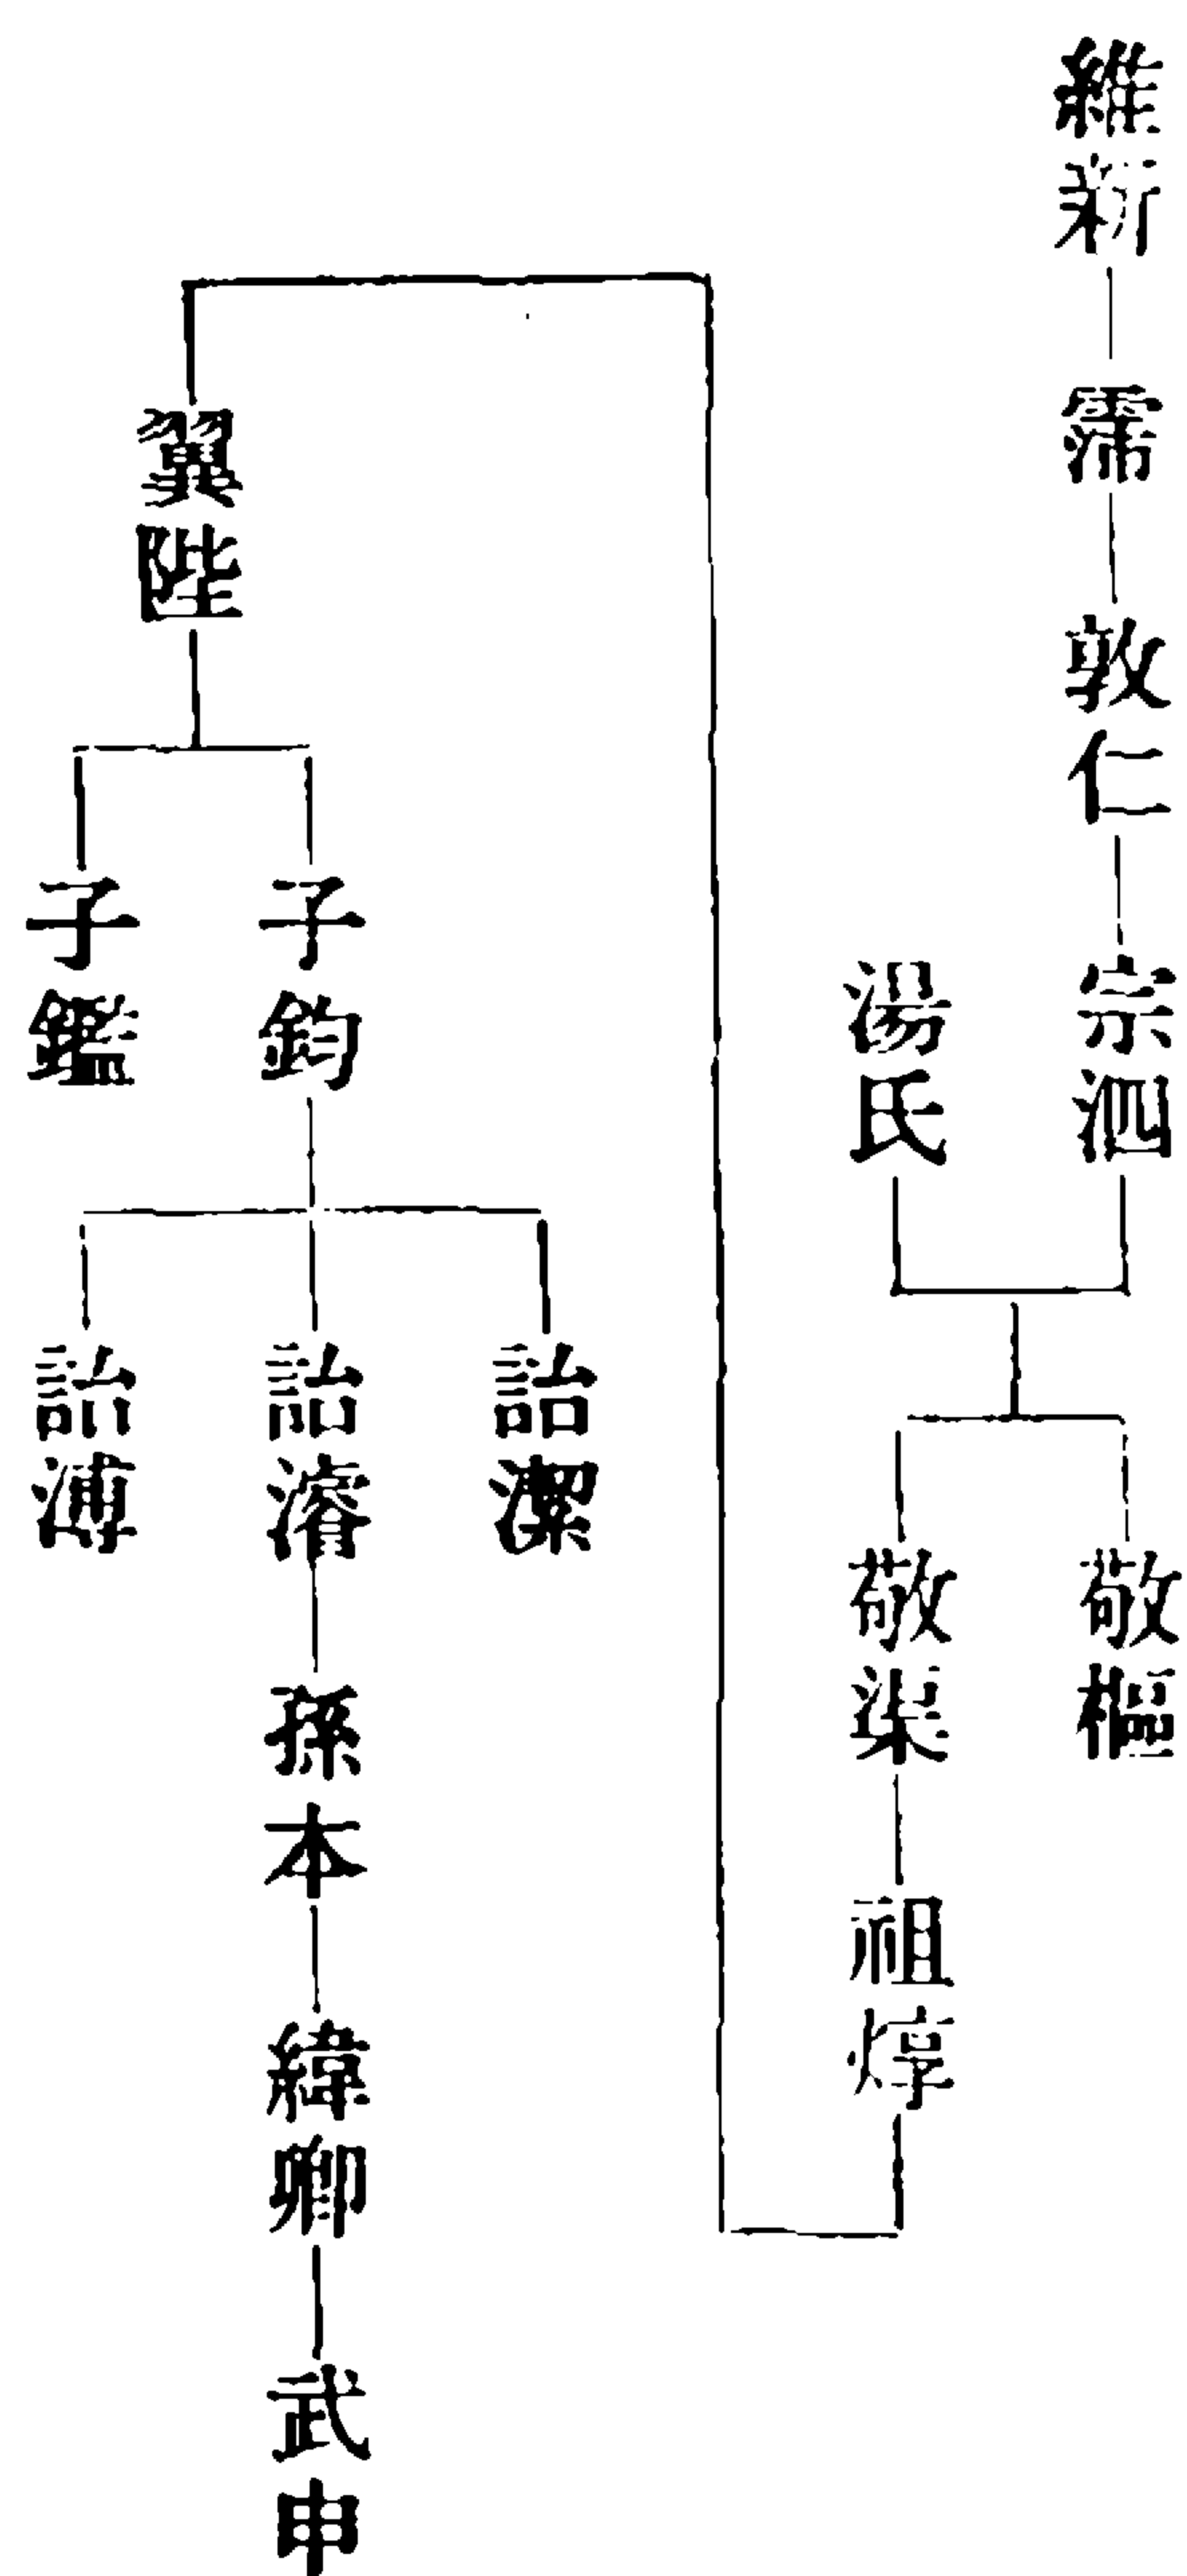 維新
霈
敦仁
宗泗
湯氏
敬樞
敬渠
祖焞
翼陛
子鈞
子鑑
詒潔
詒濬
詒溥
孫本
緯卿
武申